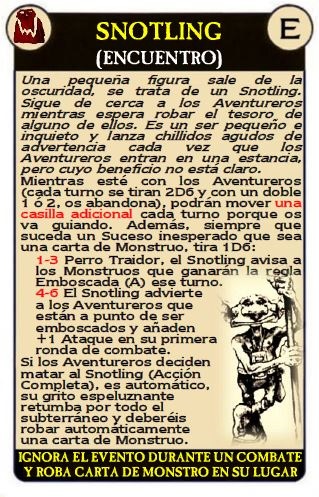 SNOTLING
E
(ENCUENTRO)
Una pequeña figura sale de la
oscuridad, se trata de un Snotling.
Sigue de cerca a los Aventureros
mientras espera robar el tesoro de
alguno de ellos. Es un ser pequeño e
inquieto y lanza chillidos agudos de
advertencia cada vez que los
Aventureros entran en una estancia,
pero cuyo beneficio no está claro.
Mientras esté con los Aventureros
(cada turno se tiran 2D6 y con un doble
1 ó 2, os abandona), podrán mover una
casilla adicional cada turno porque os
va guiando. Además, siempre que
suceda un Suceso inesperado que sea
una carta de Monstruo, tira 1D6:
1-3 Perro Traidor, el Snotling avisa a
los Monstruos que ganarán la regla
Emboscada (A) ese turno.
4-6 El Snotling advierte
a los Aventureros que
están a punto de ser
emboscados y añaden
+1 Ataque en su primera
ronda de combate.
Si los Aventureros deciden
matar al Snotling (Acción
Completa), es automático,
su grito espeluznante
retumba por todo el
subterráneo y deberéis
robar automáticamente
una carta de Monstruo.
IGNORA EL EVENTO DURANTE UN COMBATE
Y ROBA CARTA DE MONSTRO EN SU LUGAR